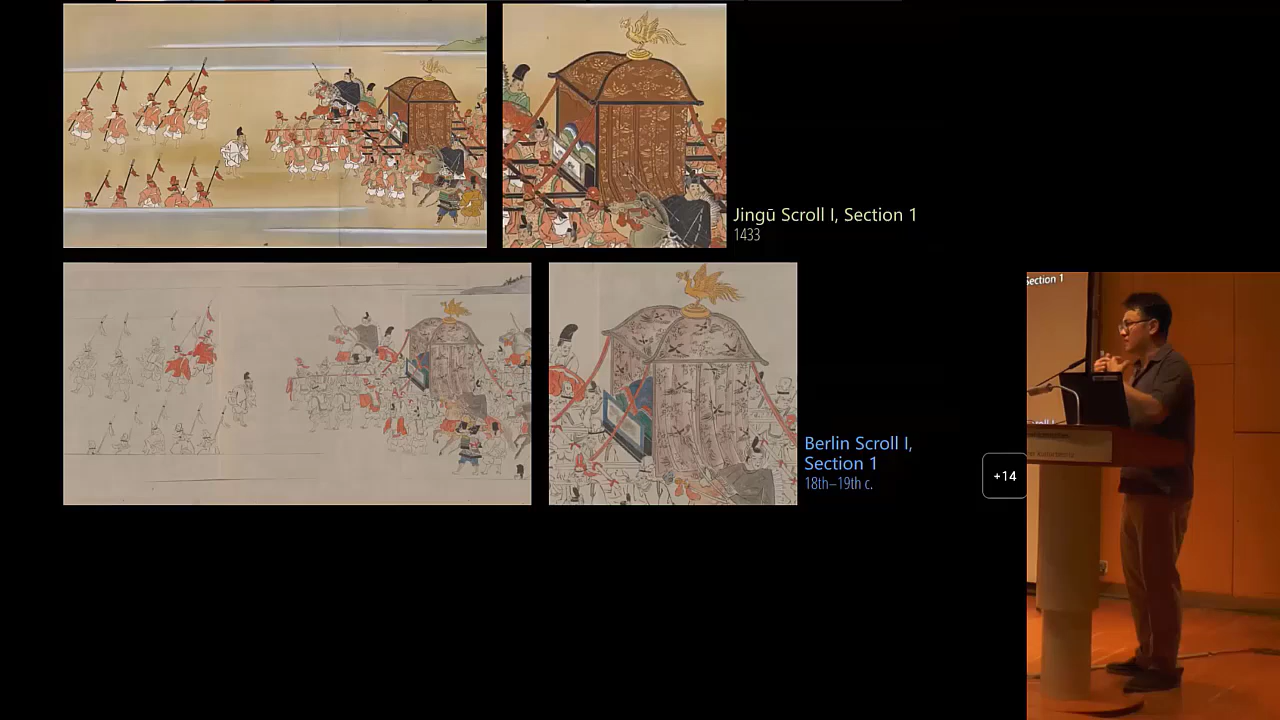 Jingū Scroll I, Section 1
1433
Berlin Scroll I,
Section 1
18th–19th c.
+14
Section 1